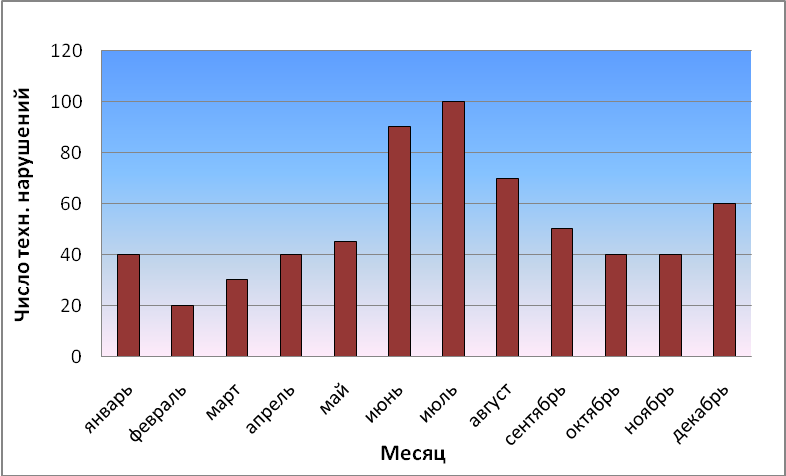 120
100
80
60
40
20
0
Число техн. нарушений
январь
февраль
март
апрель
май
июнь
июль
август
сентябрь
октябрь
ноябрь
декабрь
Месяц